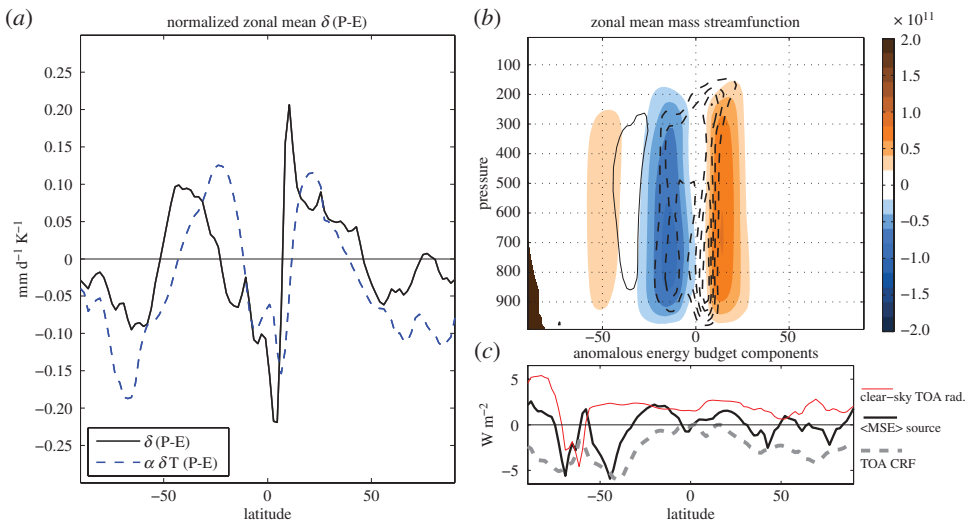 (a)
normalized zonal mean δ (P-E)
mm d−1 K−1
0.25
0.20
0.15
0.10
0.05
0
−0.05
−0.10
−0.15
−0.20
−0.25
δ (P-E)
α δT (P-E)
−50
0
50
latitude
(b)
zonal mean mass streamfunction
× 10^11
pressure
100
200
300
400
500
600
700
800
900
−50
0
50
2.0
1.5
1.0
0.5
0
−0.5
−1.0
−1.5
−2.0
(c)
anomalous energy budget components
W m−2
5
0
−5
−50
0
50
latitude
clear−sky TOA rad.
<MSE> source
TOA CRF